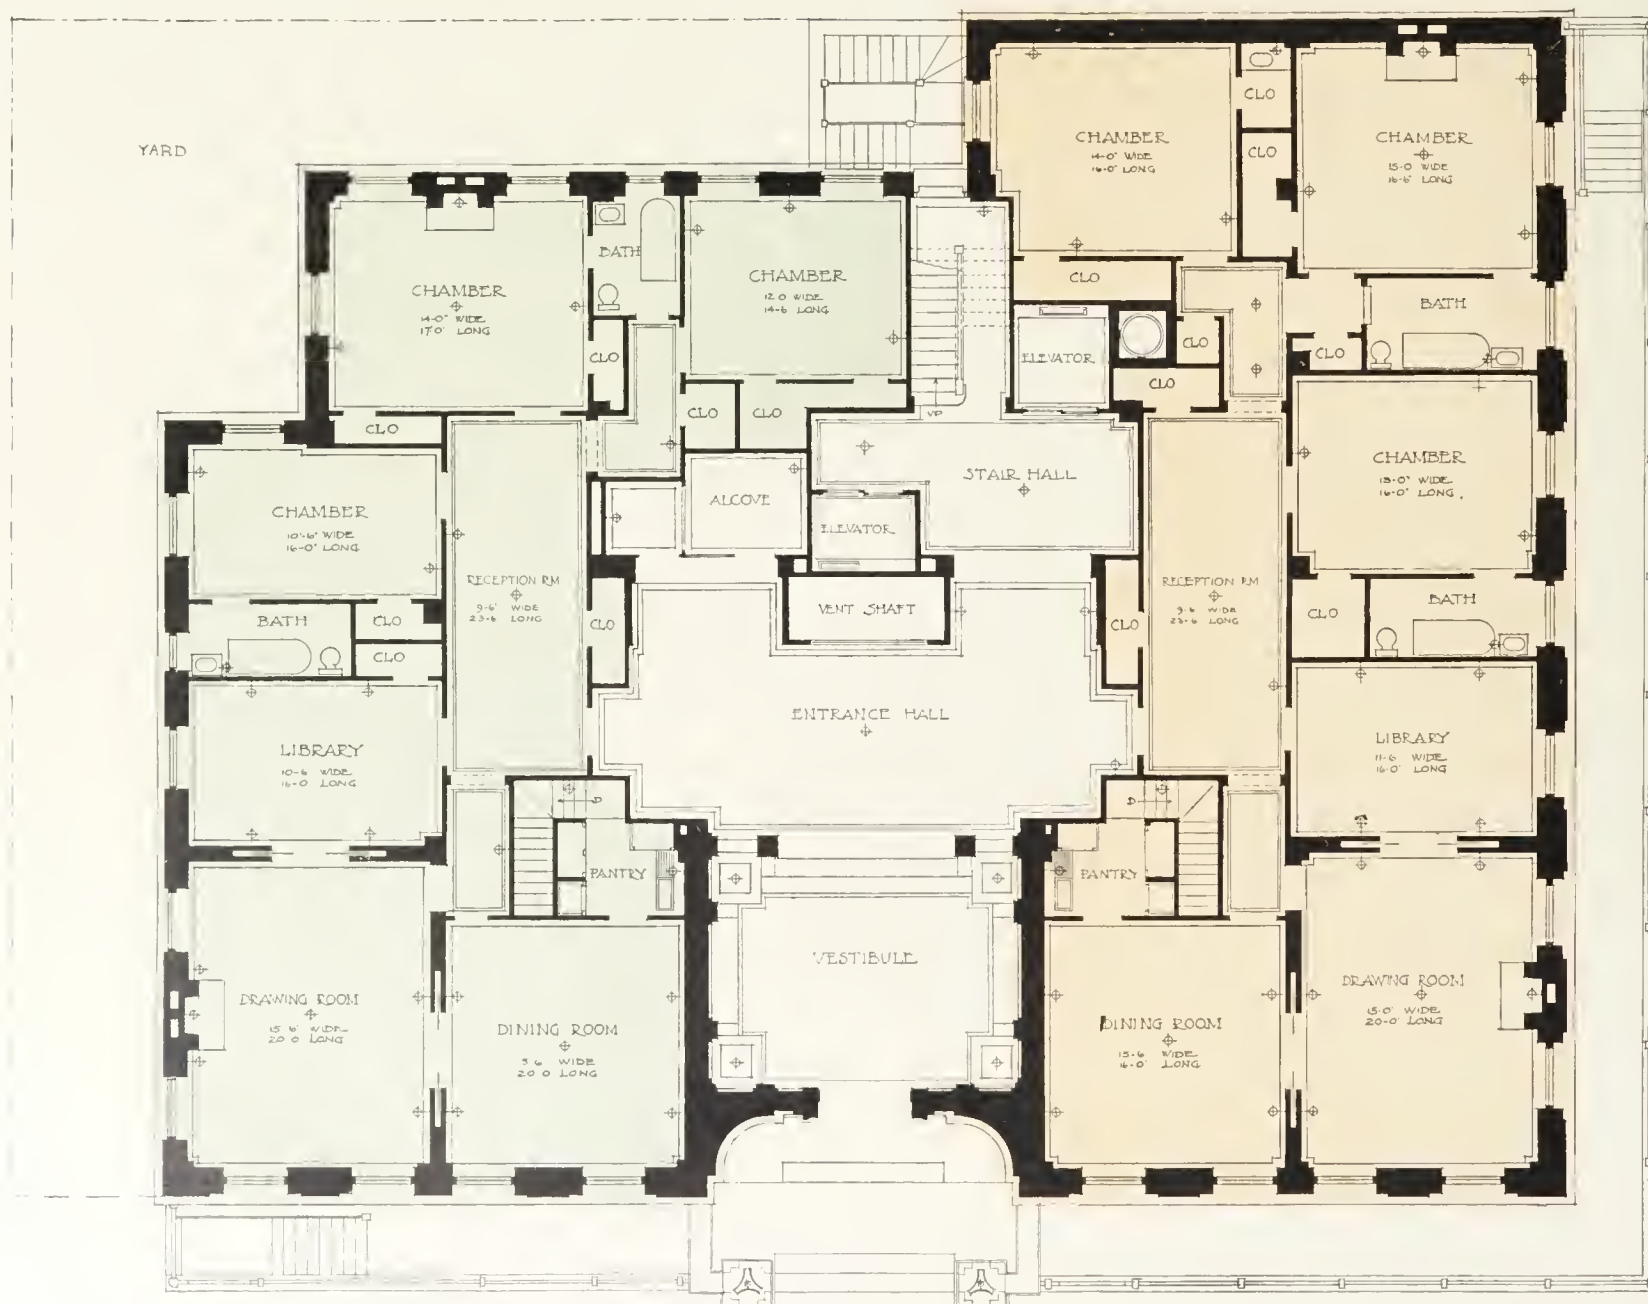 YARD
CHAMBER
14-0" WIDE
16-0" LONG
CLO
CLO
CHAMBER
15-0 WIDE
16-6" LONG
BATH
CHAMBER
14-0" WIDE
17'0" LONG
CHAMBER
12 0 WIDE
14-6 LONG
CLO
BATH
CLO
CLO
CLO
ELEVATOR
CLO
CLO
CLO
CLO
CLO
UP
STAIR HALL
CHAMBER
15-0" WIDE
16-0" LONG
CHAMBER
10'-6" WIDE
16-0" LONG
ALCOVE
ELEVATOR
RECEPTION RM
9-6" WIDE
23-6 LONG
VENT SHAFT
RECEPTION RM
9-6 WIDE
23-6 LONG
BATH
CLO
CLO
CLO
CLO
CLO
BATH
ENTRANCE HALL
LIBRARY
10-6 WIDE
16-0 LONG
LIBRARY
11-6 WIDE
16-0" LONG
D
D
PANTRY
PANTRY
VESTIBULE
DRAWING ROOM
15 6" WIDE
20 0 LONG
DINING ROOM
WIDE
20 0 LONG
DINING ROOM
15-6 WIDE
16-0" LONG
DRAWING ROOM
15-0" WIDE
20-0" LONG